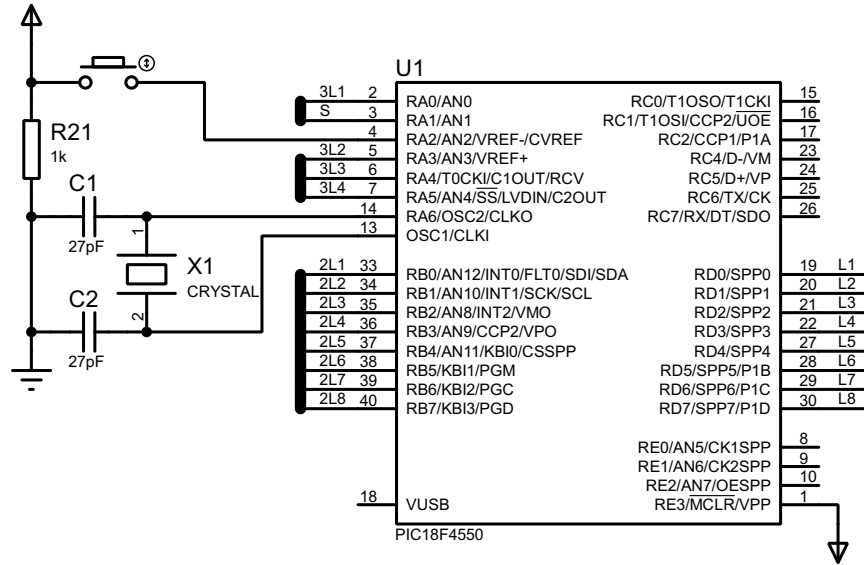 U1
3L1 2 RA0/AN0 RC0/T1OSO/T1CKI 15
S 3 RA1/AN1 RC1/T1OSI/CCP2/UOE 16
4 RA2/AN2/VREF-/CVREF RC2/CCP1/P1A 17
3L2 5 RA3/AN3/VREF+ RC4/D-/VM 23
3L3 6 RA4/T0CKI/C1OUT/RCV RC5/D+/VP 24
3L4 7 RA5/AN4/SS/LVDIN/C2OUT RC6/TX/CK 25
14 RA6/OSC2/CLKO RC7/RX/DT/SDO 26
13 OSC1/CLKI
R21
1k
C1
27pF
1
X1
CRYSTAL
2
C2
27pF
2L1 33 RB0/AN12/INT0/FLT0/SDI/SDA RD0/SPP0 19 L1
2L2 34 RB1/AN10/INT1/SCK/SCL RD1/SPP1 20 L2
2L3 35 RB2/AN8/INT2/VMO RD2/SPP2 21 L3
2L4 36 RB3/AN9/CCP2/VPO RD3/SPP3 22 L4
2L5 37 RB4/AN11/KBI0/CSSPP RD4/SPP4 27 L5
2L6 38 RB5/KBI1/PGM RD5/SPP5/P1B 28 L6
2L7 39 RB6/KBI2/PGC RD6/SPP6/P1C 29 L7
2L8 40 RB7/KBI3/PGD RD7/SPP7/P1D 30 L8
RE0/AN5/CK1SPP 8
RE1/AN6/CK2SPP 9
RE2/AN7/OESPP 10
18 VUSB RE3/MCLR/VPP 1
PIC18F4550